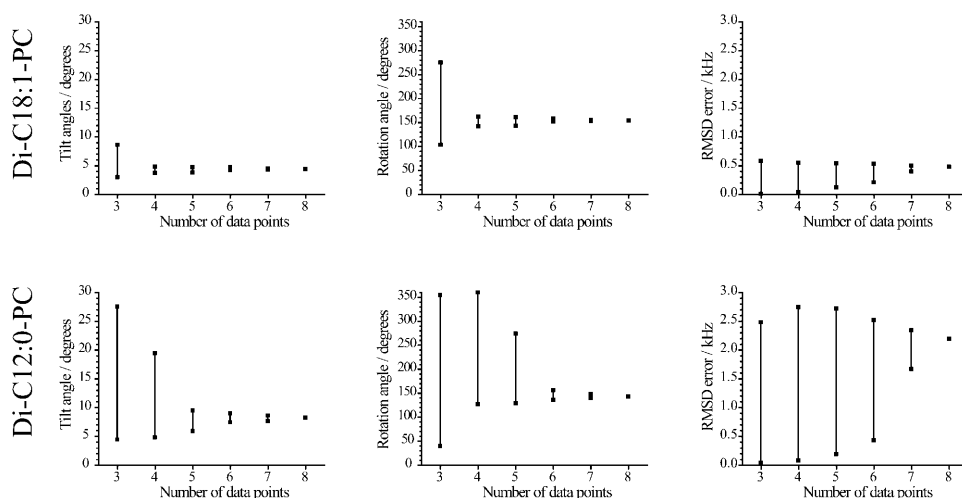 Di-C18:1-PC
Tilt angles / degrees
30
25
20
15
10
5
0
3 4 5 6 7 8
Number of data points
Rotation angle / degrees
350
300
250
200
150
100
50
0
3 4 5 6 7 8
Number of data points
RMSD error / kHz
3.0
2.5
2.0
1.5
1.0
0.5
0.0
3 4 5 6 7 8
Number of data points
Di-C12:0-PC
Tilt angle / degrees
30
25
20
15
10
5
0
3 4 5 6 7 8
Number of data points
Rotation angle / degrees
350
300
250
200
150
100
50
0
3 4 5 6 7 8
Number of data points
RMSD error / kHz
3.0
2.5
2.0
1.5
1.0
0.5
0.0
3 4 5 6 7 8
Number of data points